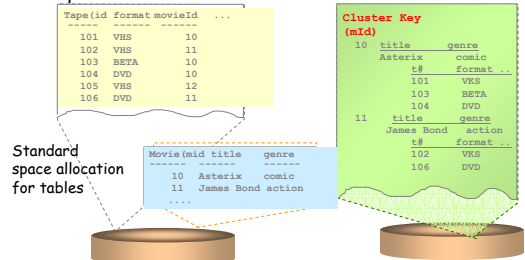 Tape(id format movieId ...
----- ------ ------
101 VHS 10
102 VHS 11
103 BETA 10
104 DVD 10
105 VHS 12
106 DVD 11
Standard
space allocation
for tables
Movie(mid title genre
------ ------ ------
10 Asterix comic
11 James Bond action
....
Cluster Key
(mId)
10 title genre
Asterix comic
t# format ..
101 VKS
103 BETA
104 DVD
11 title genre
James Bond action
t# format ..
102 VKS
106 DVD